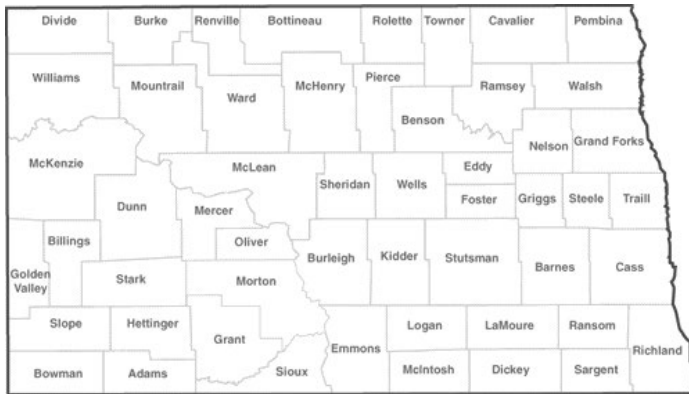 Divide
Burke
Renville
Bottineau
Rolette
Towner
Cavalier
Pembina
Williams
Mountrail
Ward
McHenry
Pierce
Benson
Ramsey
Walsh
McKenzie
McLean
Sheridan
Wells
Eddy
Foster
Nelson
Grand Forks
Dunn
Mercer
Oliver
Griggs
Steele
Traill
Billings
Golden
Valley
Stark
Morton
Burleigh
Kidder
Stutsman
Barnes
Cass
Slope
Hettinger
Grant
Emmons
Logan
LaMoure
Ransom
Richland
Bowman
Adams
Sioux
McIntosh
Dickey
Sargent